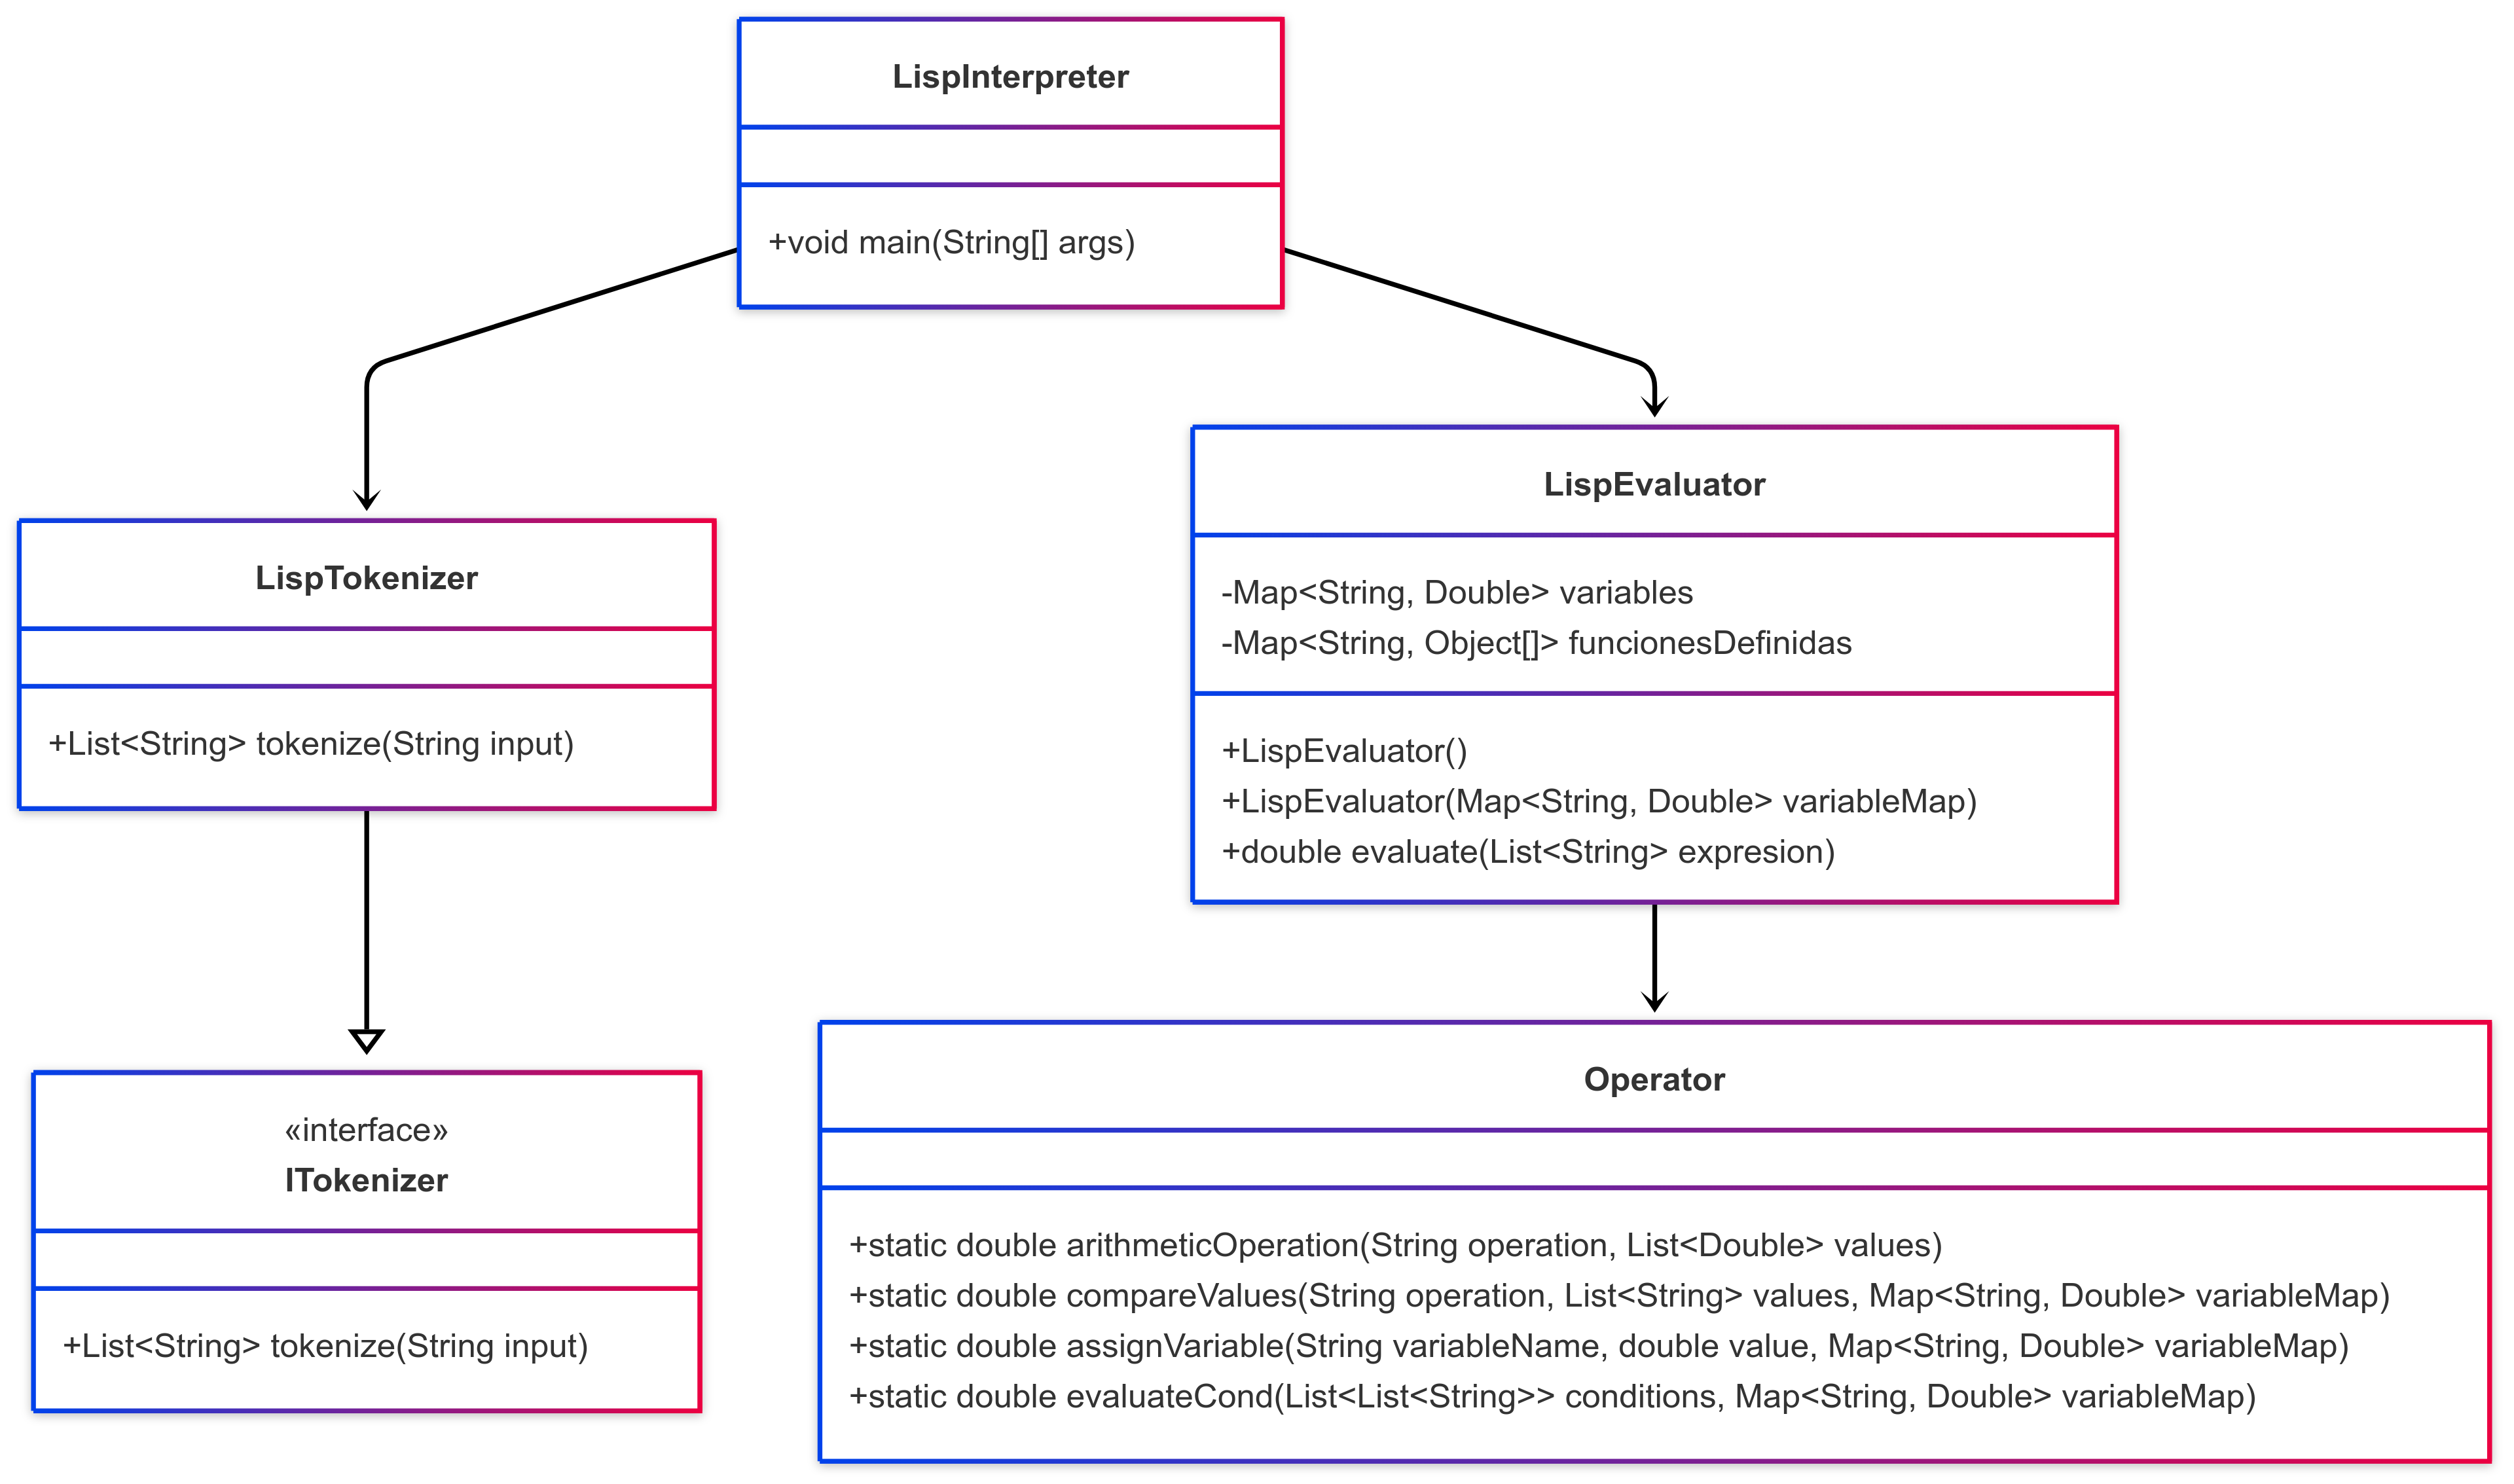 LispInterpreter
+void main(String[] args)
LispTokenizer
+List<String> tokenize(String input)
LispEvaluator
-Map<String, Double> variables
-Map<String, Object[]> funcionesDefinidas
+LispEvaluator()
+LispEvaluator(Map<String, Double> variableMap)
+double evaluate(List<String> expresion)
«interface»
ITokenizer
+List<String> tokenize(String input)
Operator
+static double arithmeticOperation(String operation, List<Double> values)
+static double compareValues(String operation, List<String> values, Map<String, Double> variableMap)
+static double assignVariable(String variableName, double value, Map<String, Double> variableMap)
+static double evaluateCond(List<List<String>> conditions, Map<String, Double> variableMap)